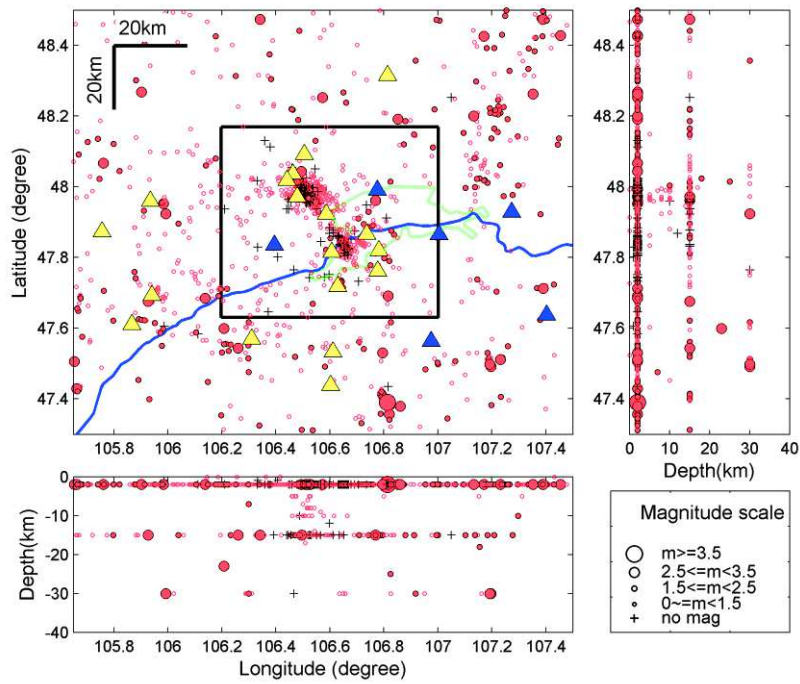 48.5
48.4
48.2
48
47.8
47.6
47.4
Latitude (degree)
20km
20km
105.8 106 106.2 106.4 106.6 106.8 107 107.2 107.4
48.5
48.4
48.2
48
47.8
47.6
47.4
0 10 20 30 40
Depth(km)
0
-10
-20
-30
-40
Depth(km)
105.8 106 106.2 106.4 106.6 106.8 107 107.2 107.4
Longitude (degree)
Magnitude scale
m>=3.5
2.5<=m<3.5
1.5<=m<2.5
0~=m<1.5
no mag